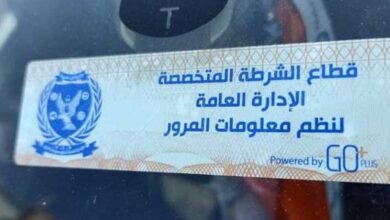 T
قطاع الشرطة المتخصصة
الإدارة العامة
لنظم معلومات المرور
Powered by GO+ PLUS